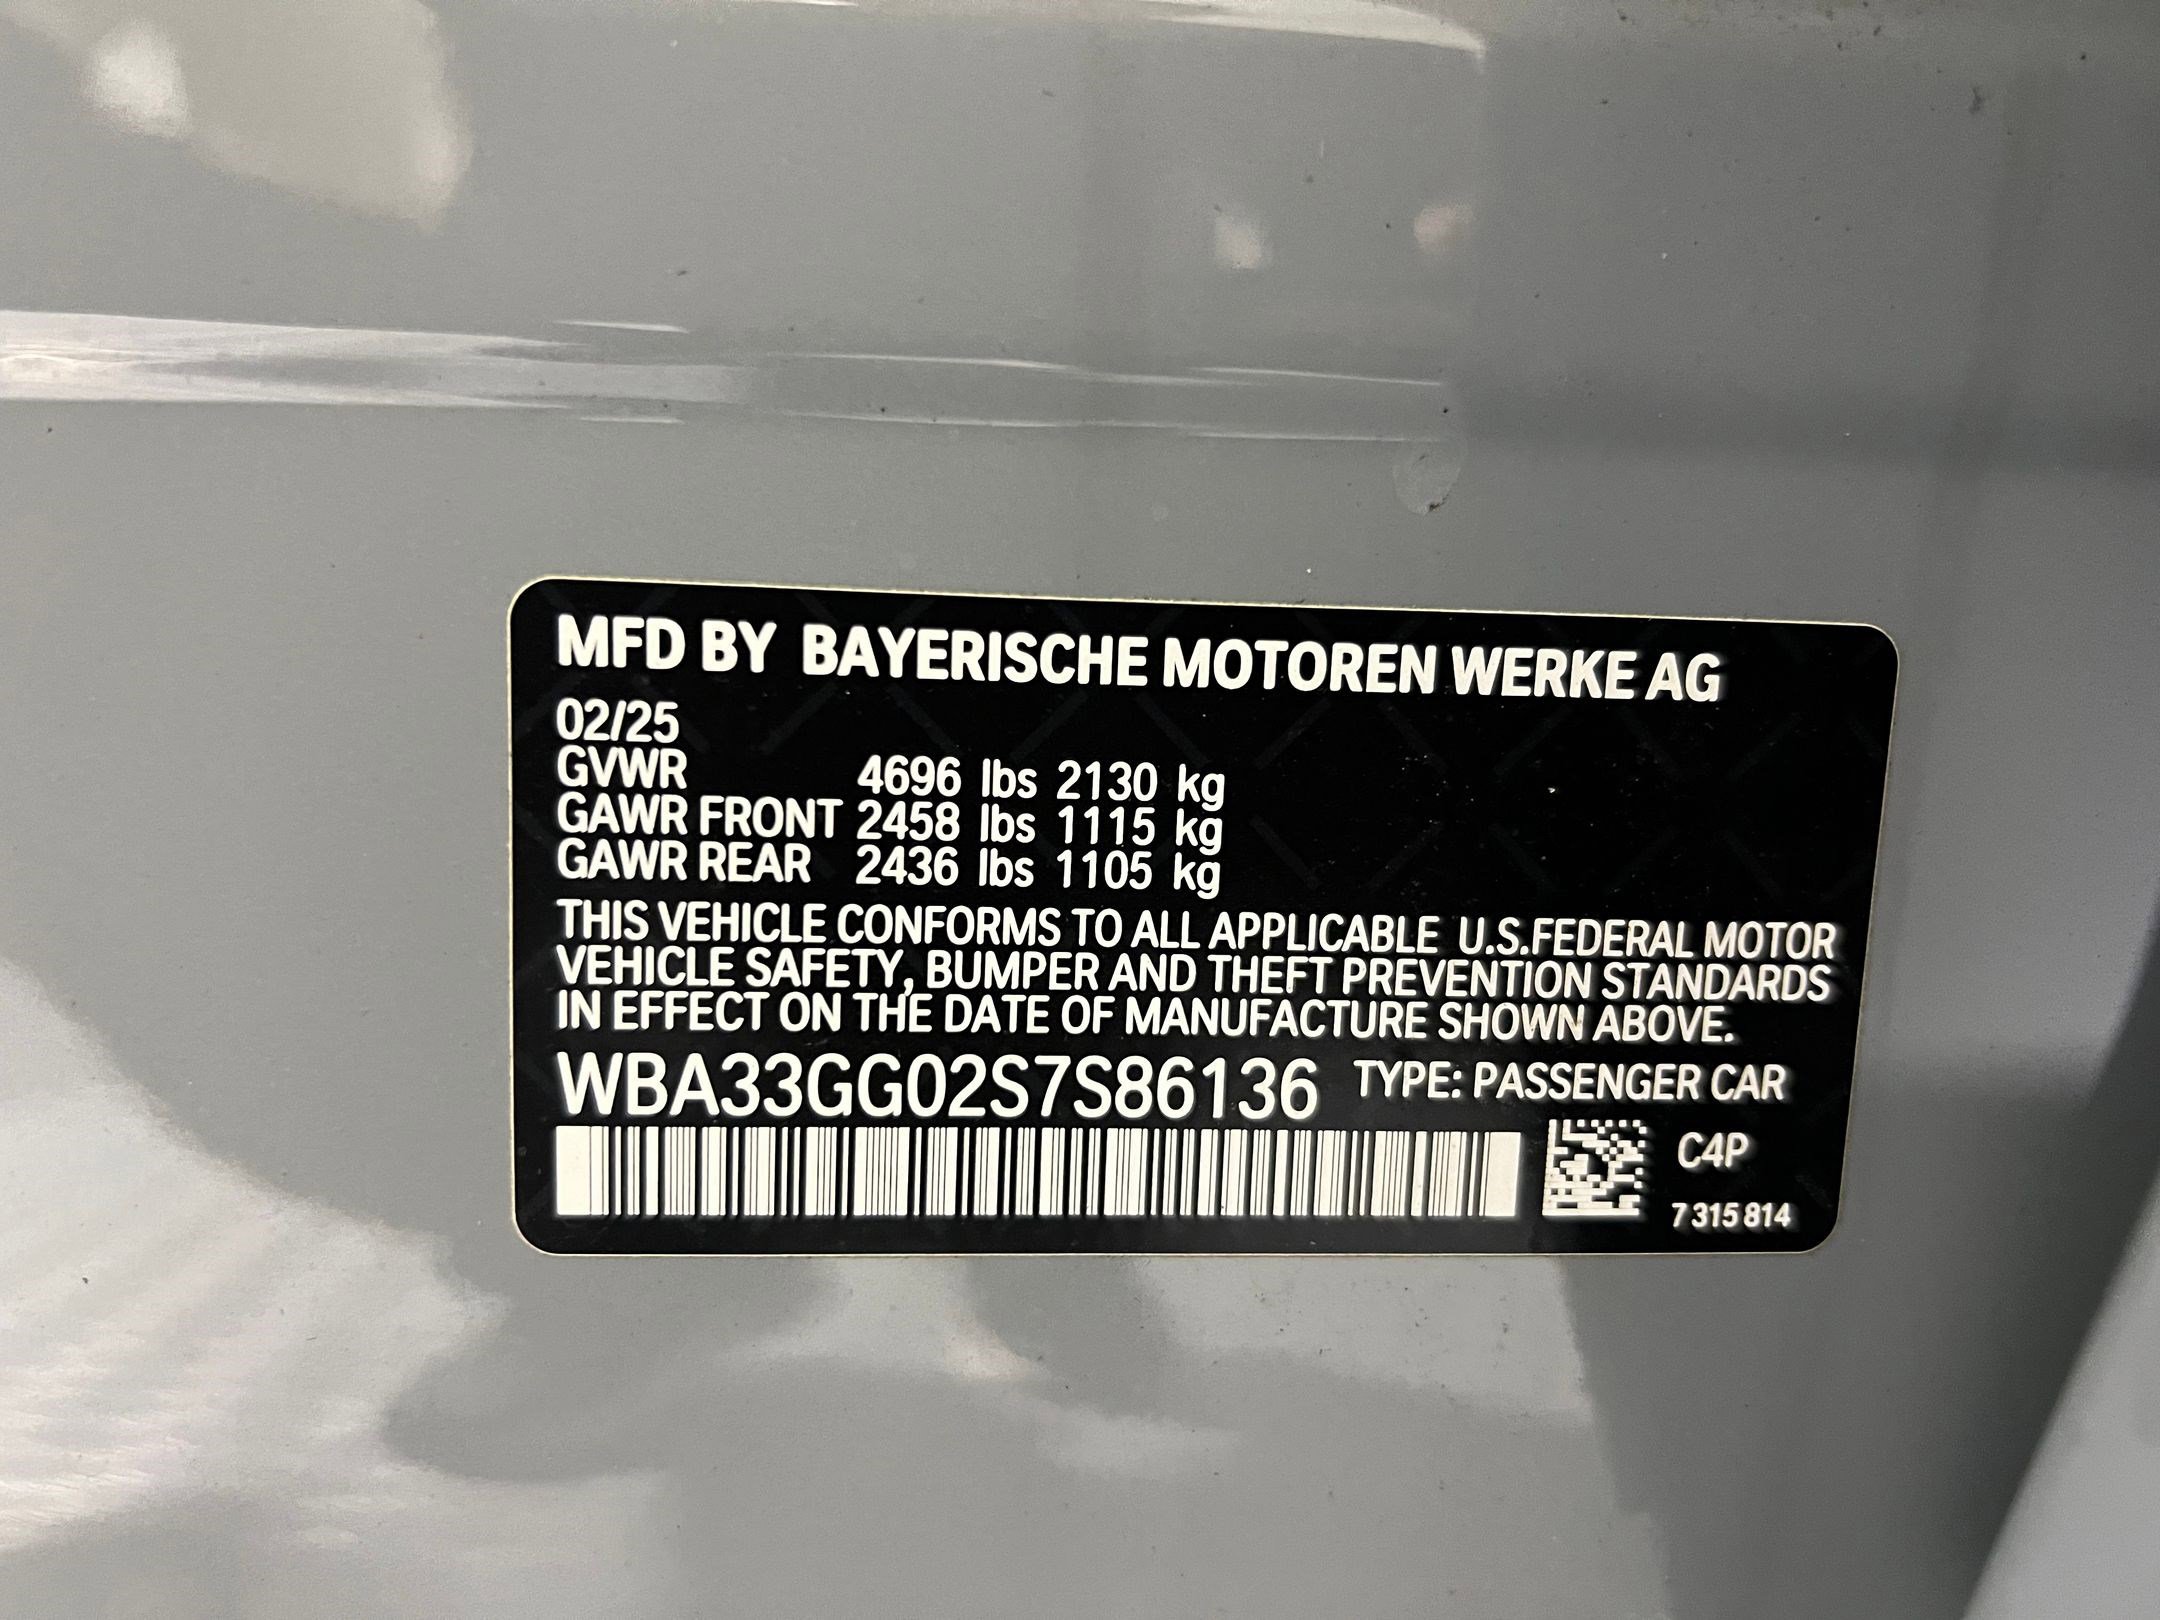 MFD BY BAYERISCHE MOTOREN WERKE AG
02/25
GVWR 4696 lbs 2130 kg
GAWR FRONT 2458 lbs 1115 kg
GAWR REAR 2436 lbs 1105 kg
THIS VEHICLE CONFORMS TO ALL APPLICABLE U.S.FEDERAL MOTOR
VEHICLE SAFETY, BUMPER AND THEFT PREVENTION STANDARDS
IN EFFECT ON THE DATE OF MANUFACTURE SHOWN ABOVE.
WBA33GG02S7S86136 TYPE: PASSENGER CAR
C4P
7 315 814